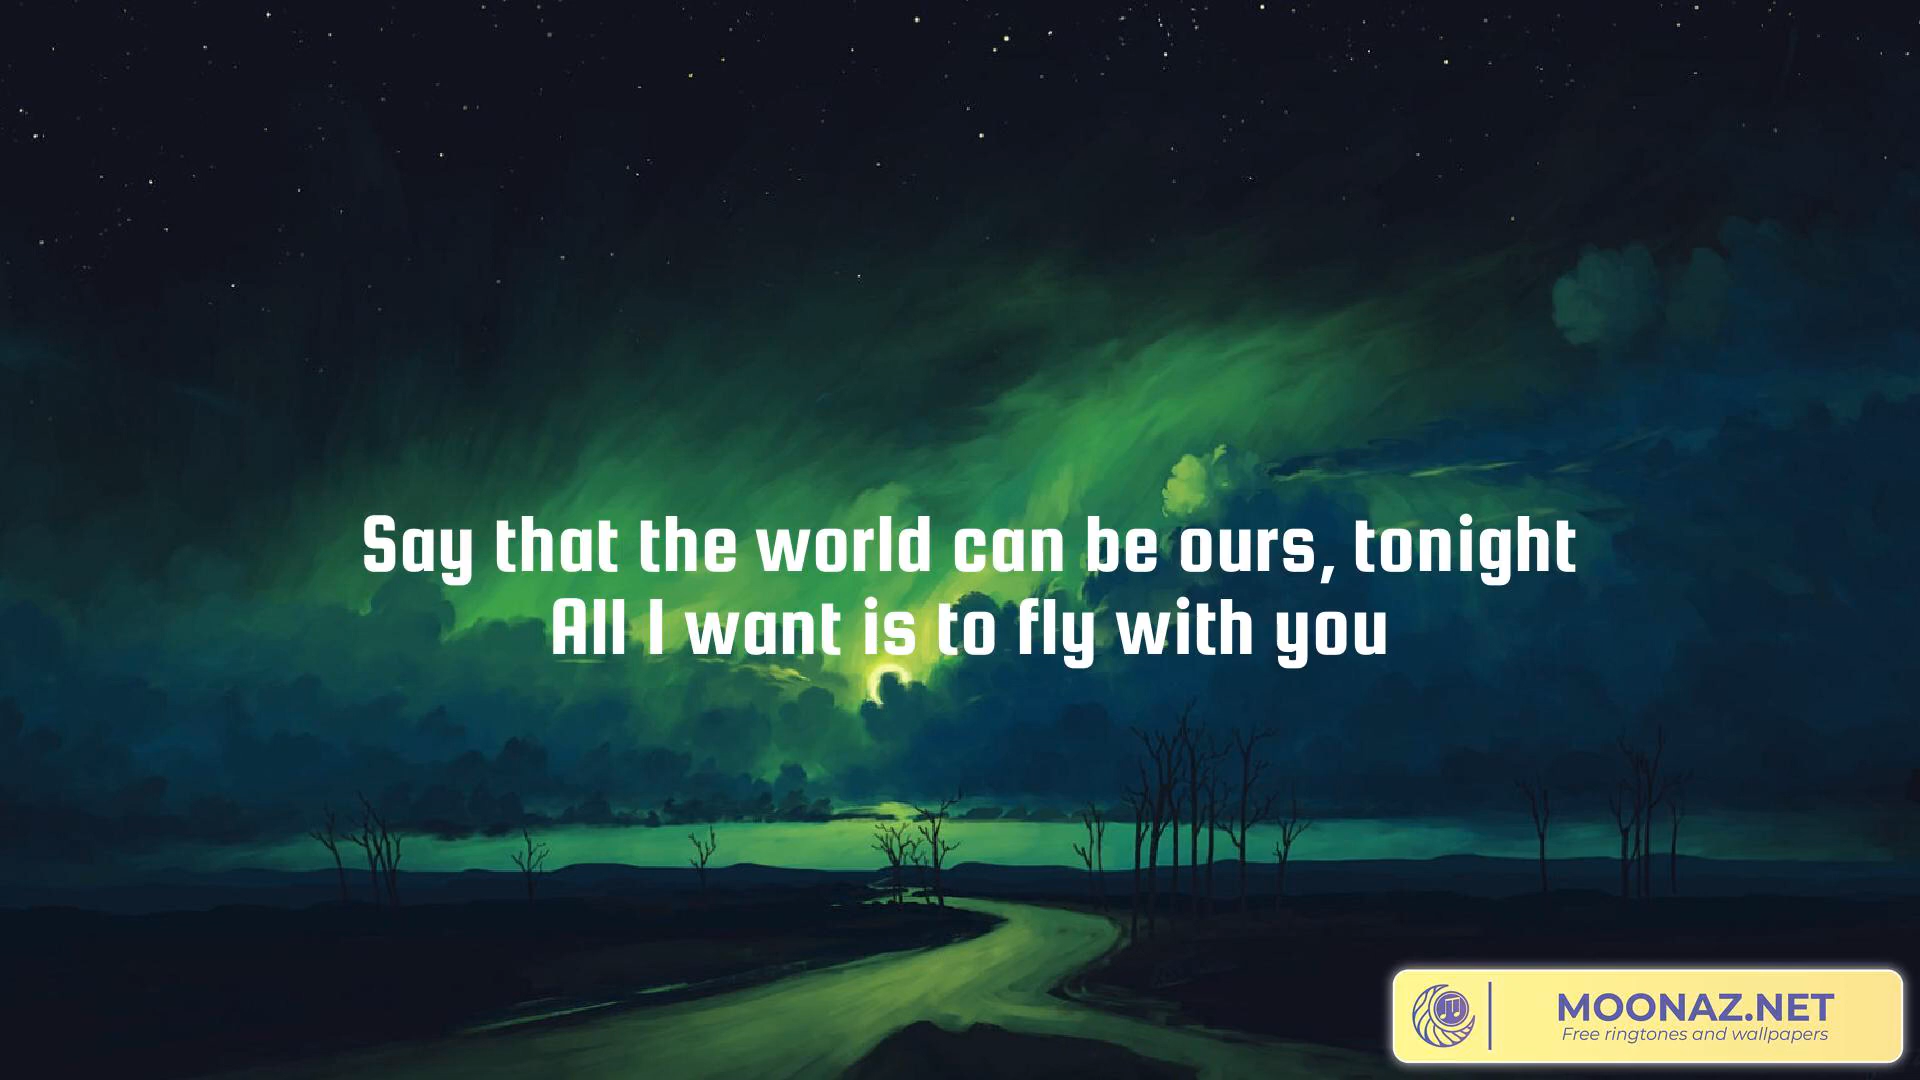 Say that the world can be ours, tonight
All I want is to fly with you
MOONAZ.NET
Free ringtones and wallpapers